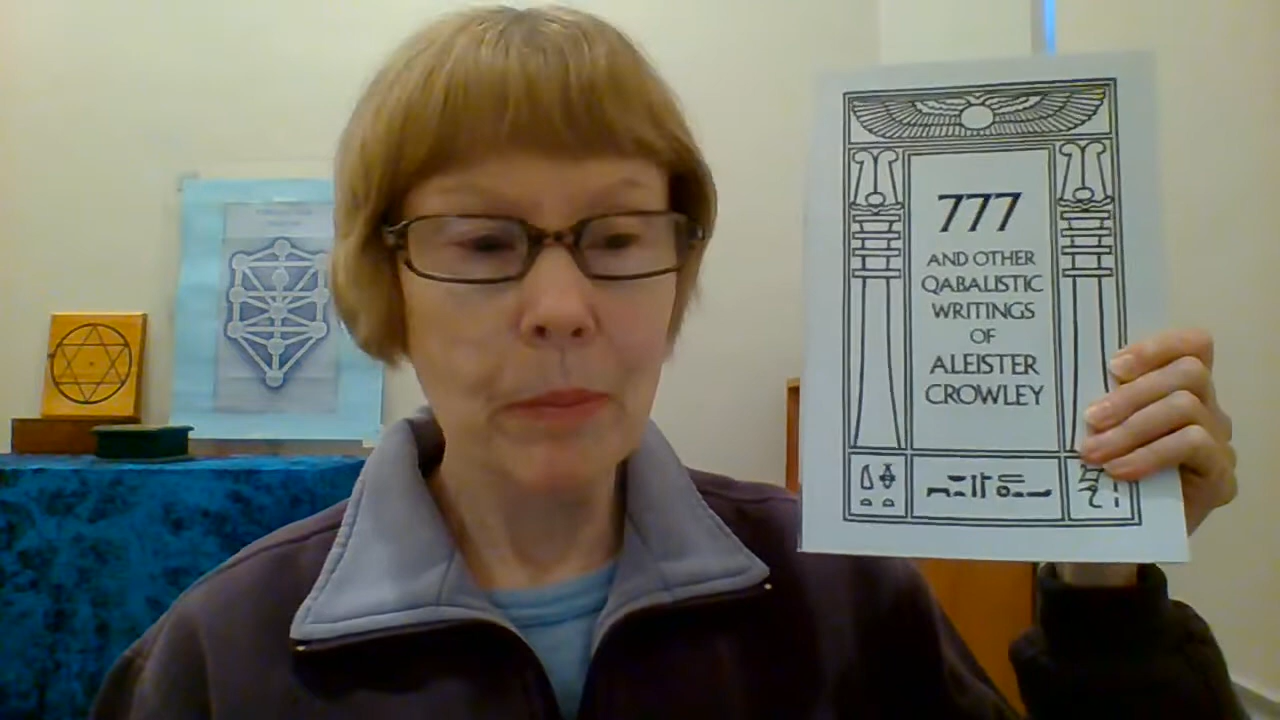 777
AND OTHER
QABALISTIC
WRITINGS
OF
ALEISTER
CROWLEY